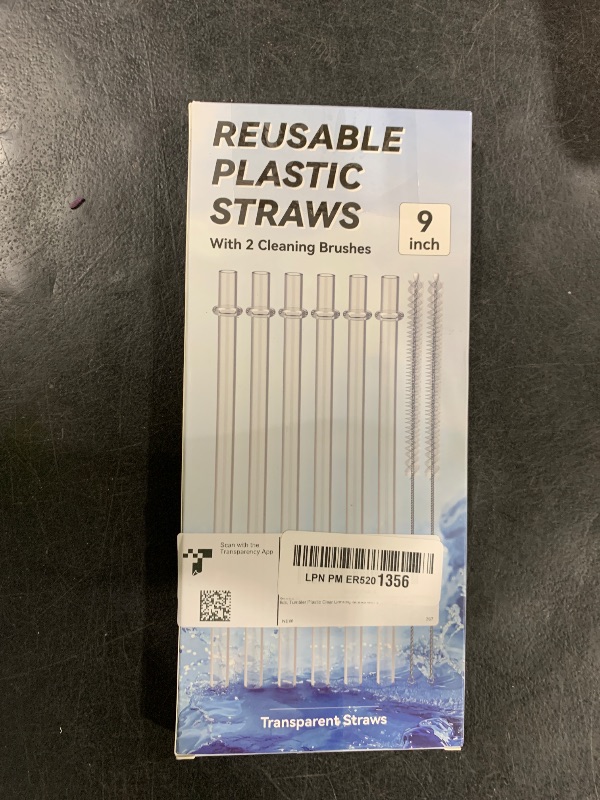 REUSABLE
PLASTIC
STRAWS
With 2 Cleaning Brushes
9
inch
Scan with the
Transparency App
LPN PM ER520 1356
Transparent Straws